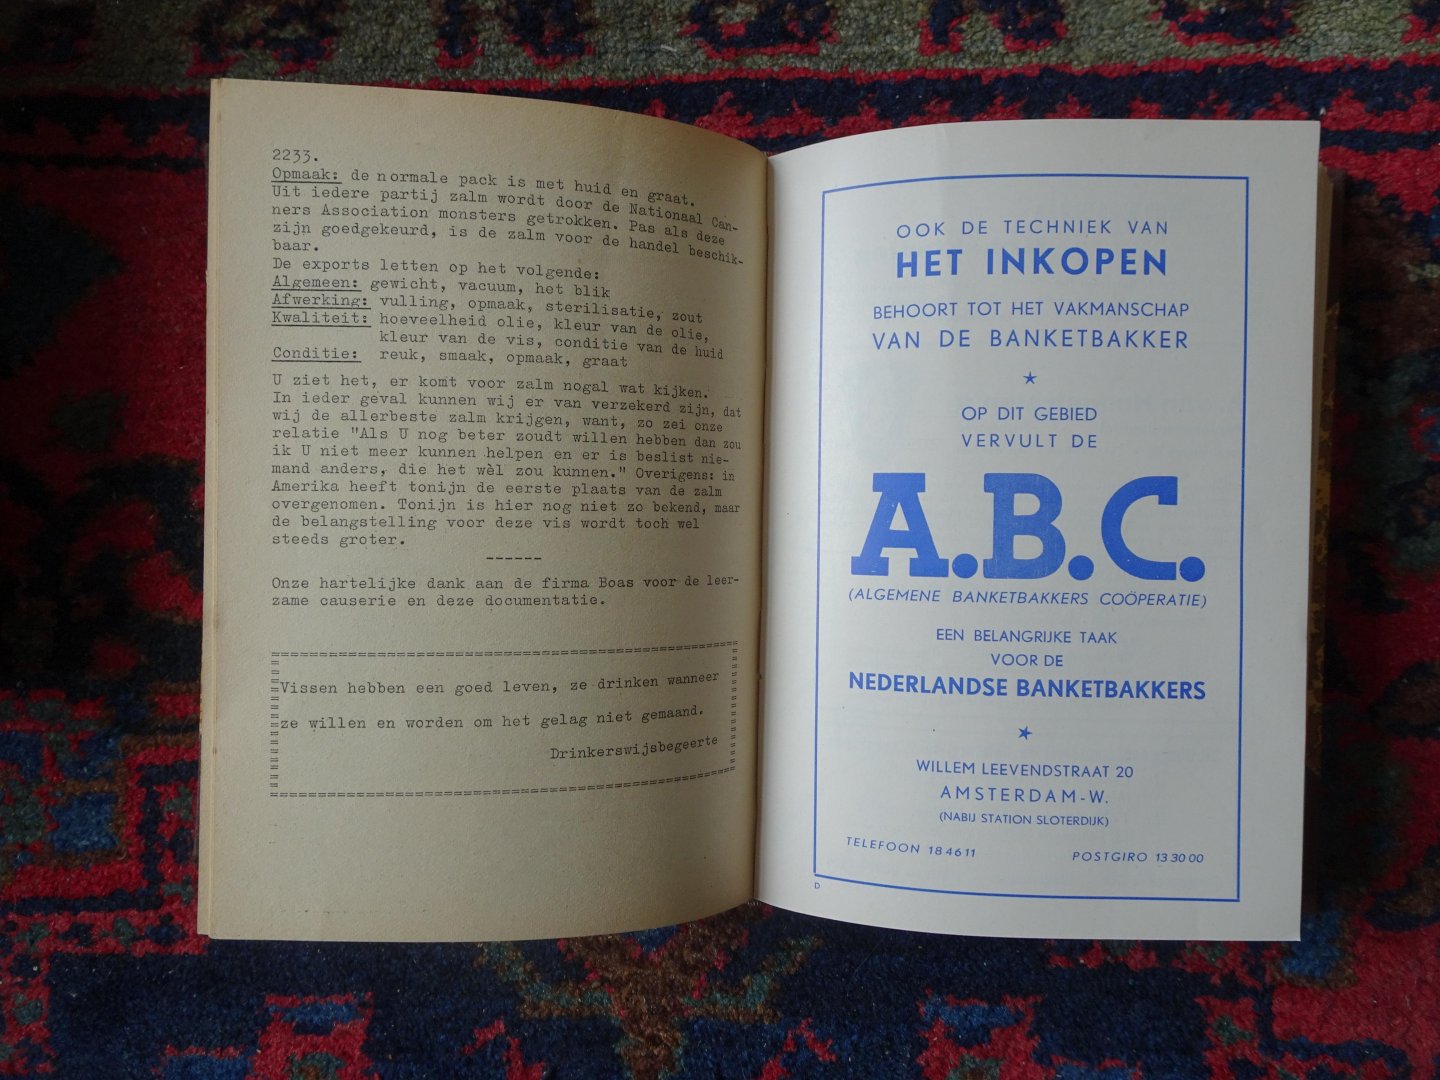 2233.
Opmaak: de normale pack is met huid en graat.
Uit iedere partij zalm wordt door de Nationaal Can-
ners Association monsters getrokken. Pas als deze
zijn goedgekeurd, is de zalm voor de handel beschik-
baar.
De exports letten op het volgende:
Algemeen: gewicht, vacuum, het blik
Afwerking: vulling, opmaak, sterilisatie, zout
Kwaliteit: hoeveelheid olie, kleur van de olie,
kleur van de vis, conditie van de huid
Conditie: reuk, smaak, opmaak, graat
U ziet het, er komt voor zalm nogal wat kijken.
In ieder geval kunnen wij er van verzekerd zijn, dat
wij de allerbeste zalm krijgen, want, zo zei onze
relatie "Als U nog beter zoudt willen hebben dan zou
ik U niet meer kunnen helpen en er is beslist nie-
mand anders, die het wèl zou kunnen." Overigens: in
Amerika heeft tonijn de eerste plaats van de zalm
overgenomen. Tonijn is hier nog niet zo bekend, maar
de belangstelling voor deze vis wordt toch wel
steeds groter.
------
Onze hartelijke dank aan de firma Boas voor de leer-
zame causerie en deze documentatie.
Vissen hebben een goed leven, ze drinken wanneer
ze willen en worden om het gelag niet gemaand.
Drinkerswijsbegeerte
OOK DE TECHNIEK VAN
HET INKOPEN
BEHOORT TOT HET VAKMANSCHAP
VAN DE BANKETBAKKER
OP DIT GEBIED
VERVULT DE
A.B.C.
(ALGEMENE BANKETBAKKERS COÖPERATIE)
EEN BELANGRIJKE TAAK
VOOR DE
NEDERLANDSE BANKETBAKKERS
WILLEM LEEVENDSTRAAT 20
AMSTERDAM-W.
(NABIJ STATION SLOTERDIJK)
TELEFOON 184611 POSTGIRO 133000
D